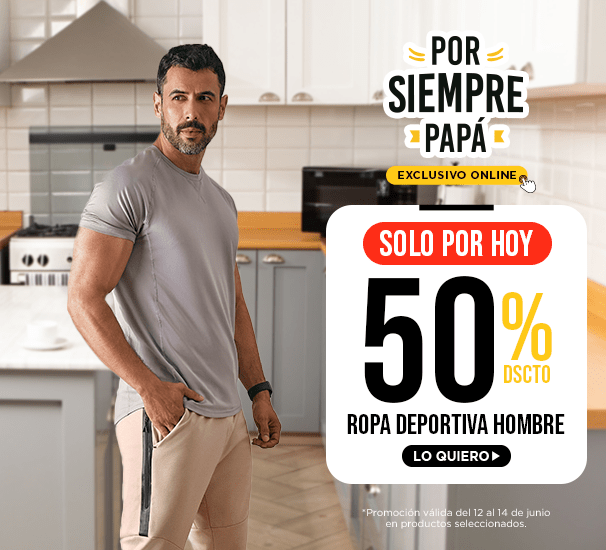 POR
SIEMPRE
PAPÁ
EXCLUSIVO ONLINE
SOLO POR HOY
50%
DSCTO
ROPA DEPORTIVA HOMBRE
LO QUIERO
*Promoción válida del 12 al 14 de junio
en productos seleccionados.